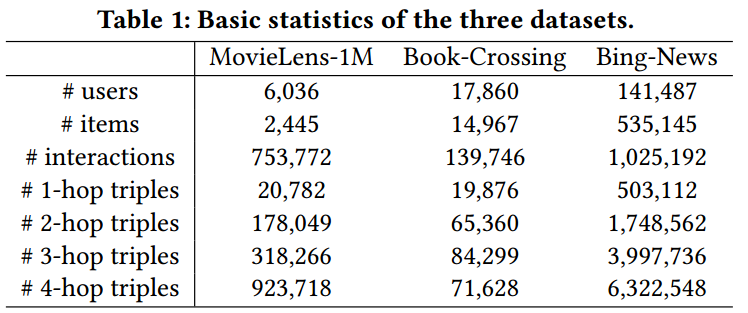 Table 1: Basic statistics of the three datasets.
MovieLens-1M Book-Crossing Bing-News
# users 6,036 17,860 141,487
# items 2,445 14,967 535,145
# interactions 753,772 139,746 1,025,192
# 1-hop triples 20,782 19,876 503,112
# 2-hop triples 178,049 65,360 1,748,562
# 3-hop triples 318,266 84,299 3,997,736
# 4-hop triples 923,718 71,628 6,322,548